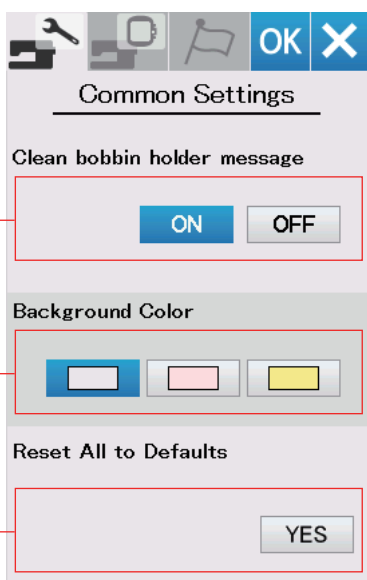 OK
Common Settings
Clean bobbin holder message
ON OFF
Background Color
Reset All to Defaults
YES